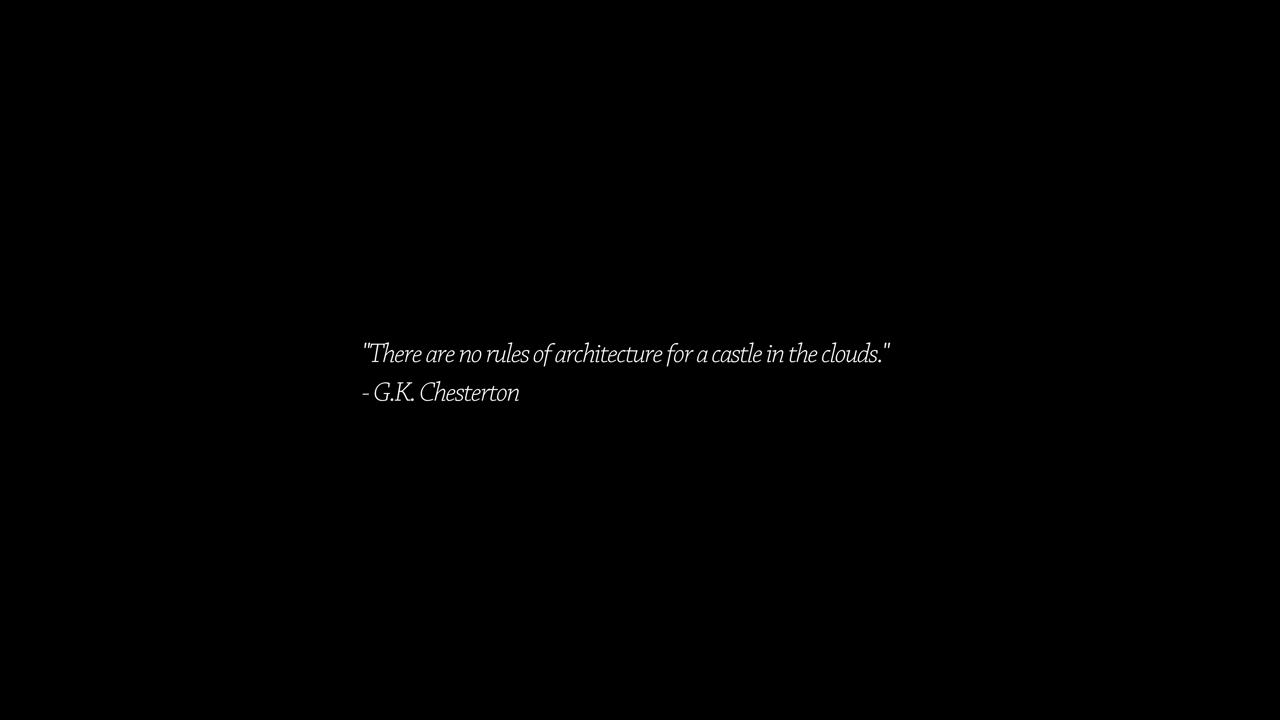 "There are no rules of architecture for a castle in the clouds."
- G.K. Chesterton